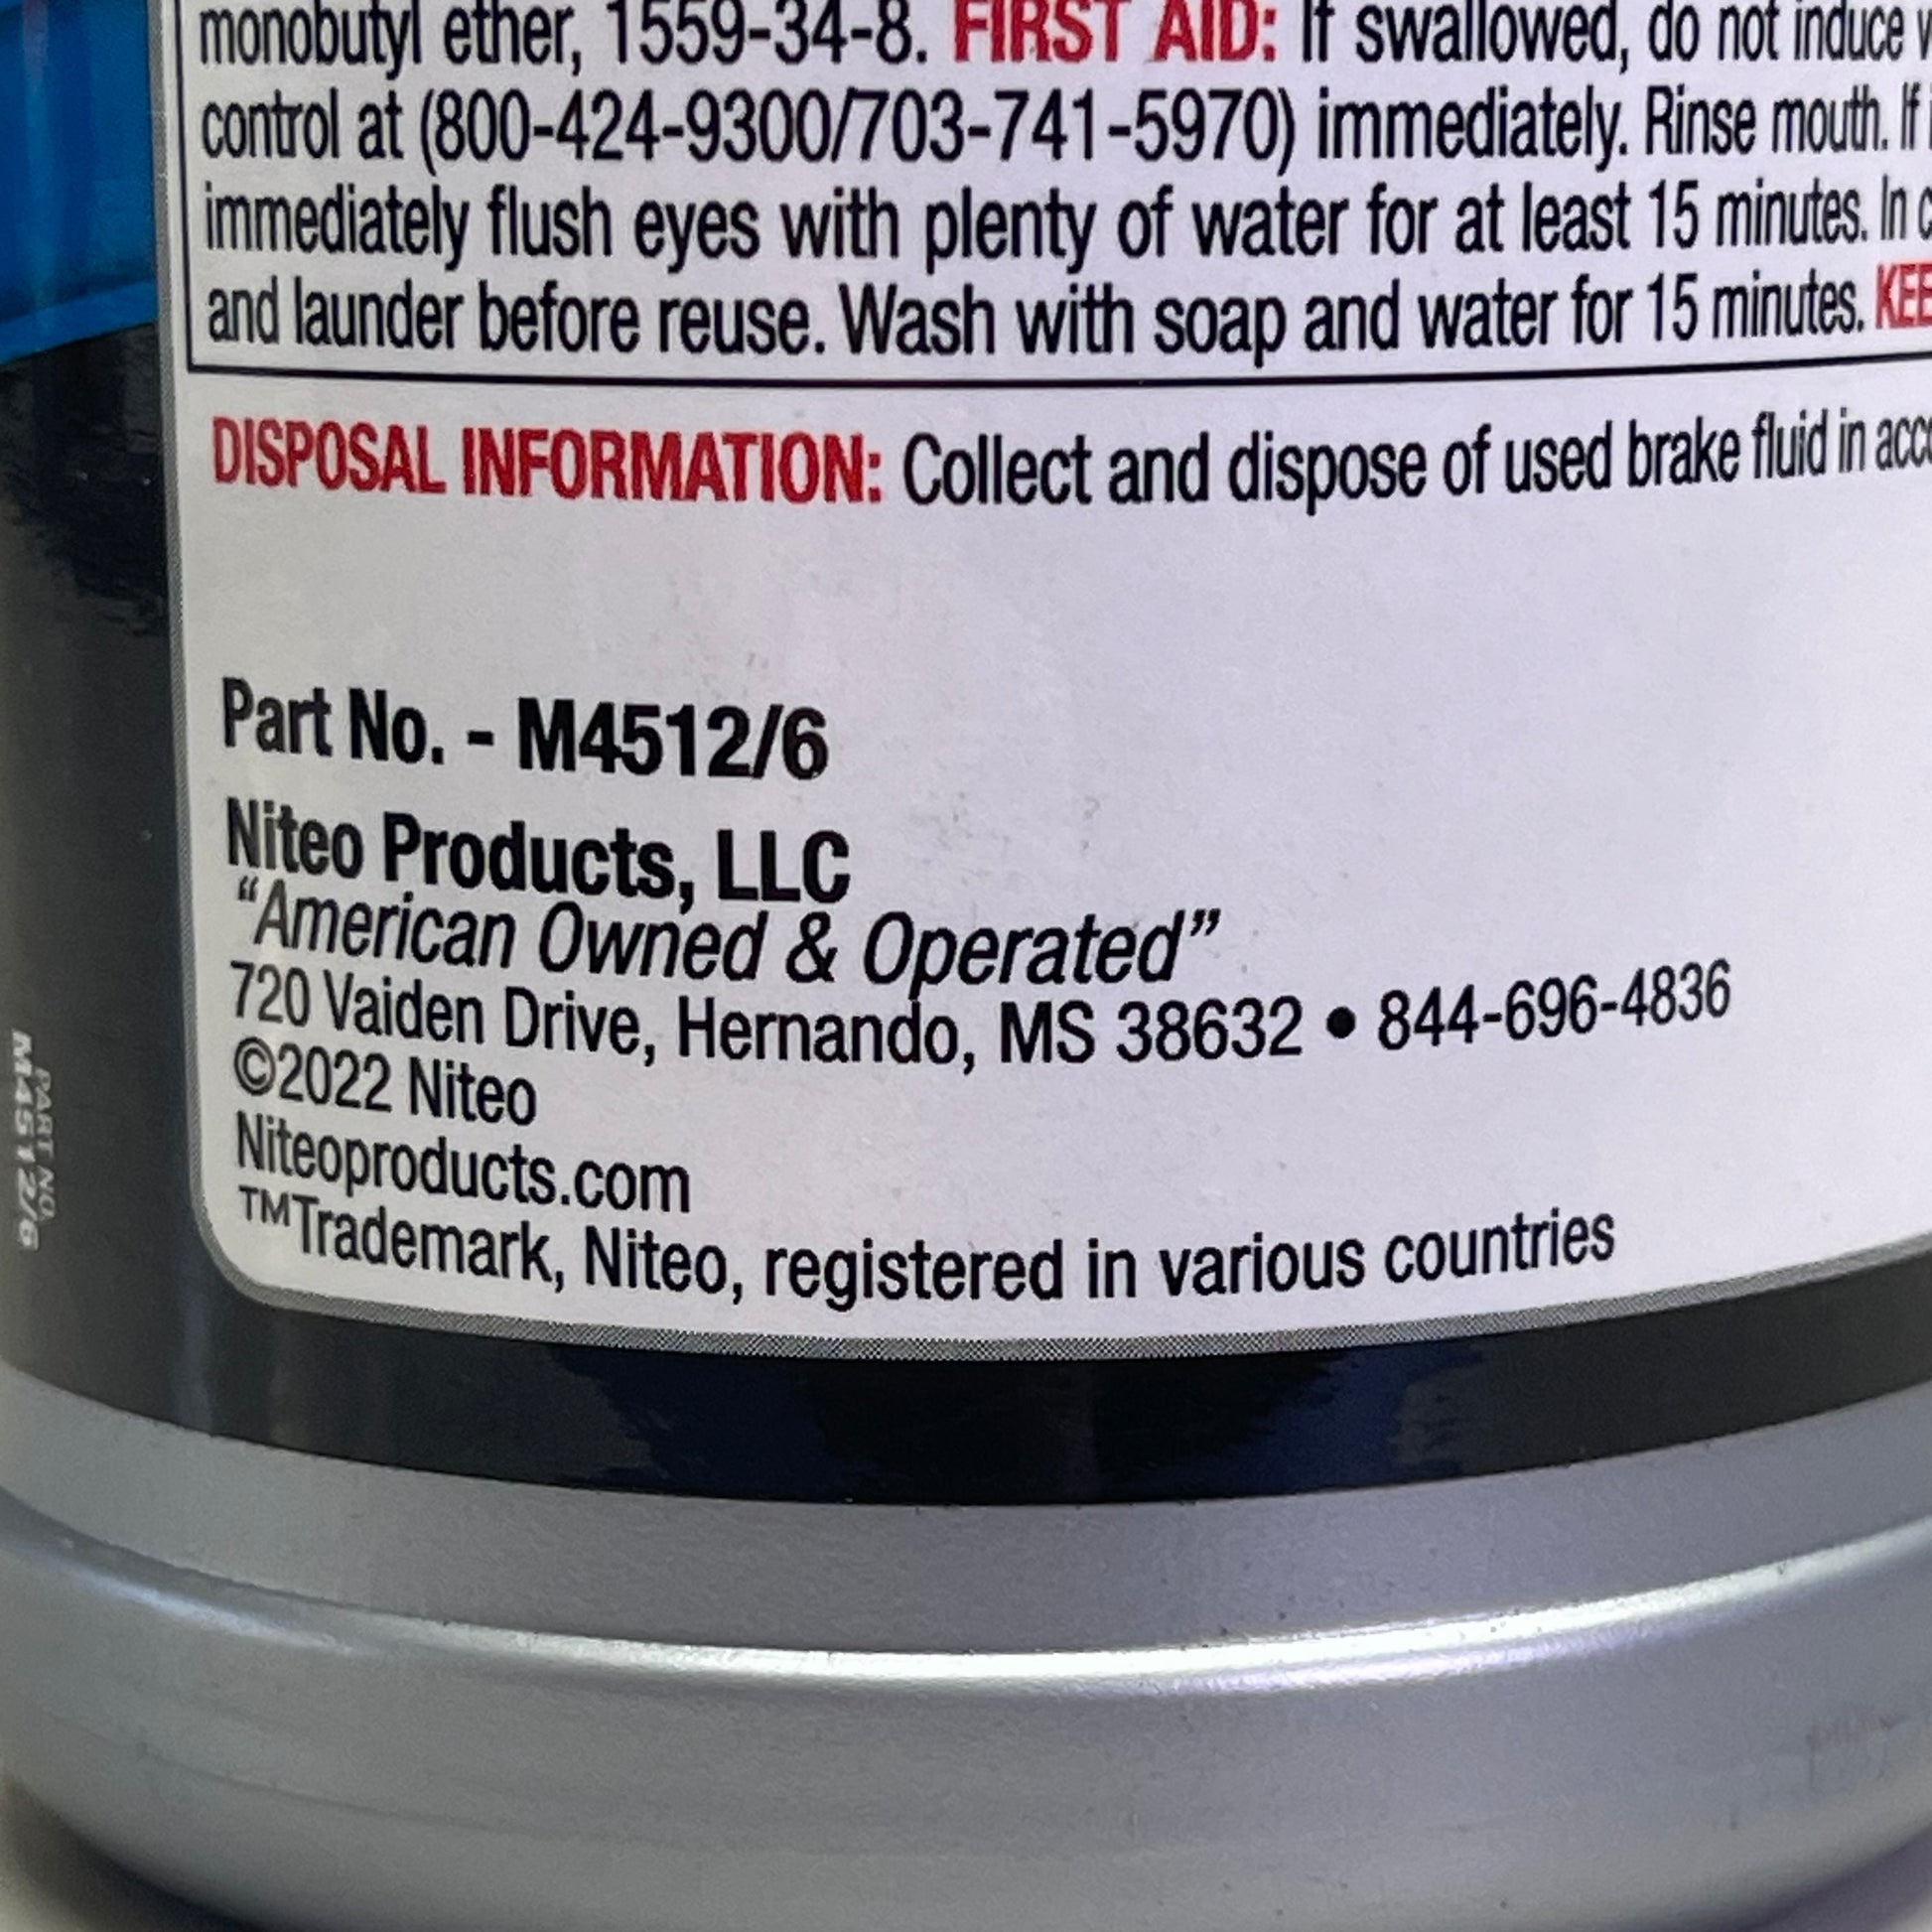 monobutyl ether, 1559-34-8. FIRST AID: If swallowed, do not induce
control at (800-424-9300/703-741-5970) immediately. Rinse mouth. If
immediately flush eyes with plenty of water for at least 15 minutes. In
and launder before reuse. Wash with soap and water for 15 minutes.
DISPOSAL INFORMATION: Collect and dispose of used brake fluid in
Part No. - M4512/6
Niteo Products, LLC
“American Owned & Operated”
720 Vaiden Drive, Hernando, MS 38632 • 844-696-4836
©2022 Niteo
Niteoproducts.com
™Trademark, Niteo, registered in various countries
PART NO.
M4512/6